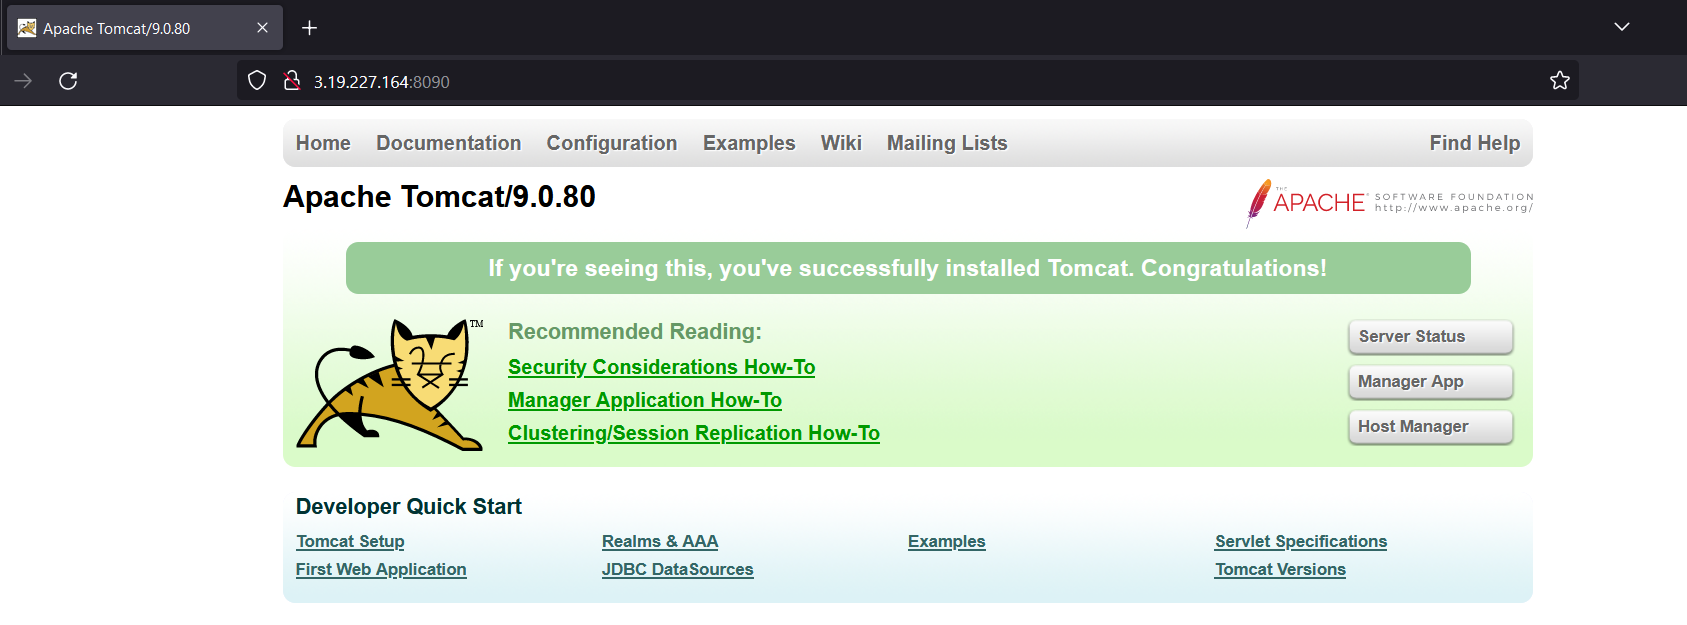 Apache Tomcat/9.0.80
3.19.227.164:8090
Home Documentation Configuration Examples Wiki Mailing Lists Find Help
Apache Tomcat/9.0.80
THE APACHE® SOFTWARE FOUNDATION
http://www.apache.org/
If you're seeing this, you've successfully installed Tomcat. Congratulations!
TM
Recommended Reading:
Security Considerations How-To
Manager Application How-To
Clustering/Session Replication How-To
Server Status
Manager App
Host Manager
Developer Quick Start
Tomcat Setup Realms & AAA Examples Servlet Specifications
First Web Application JDBC DataSources Tomcat Versions